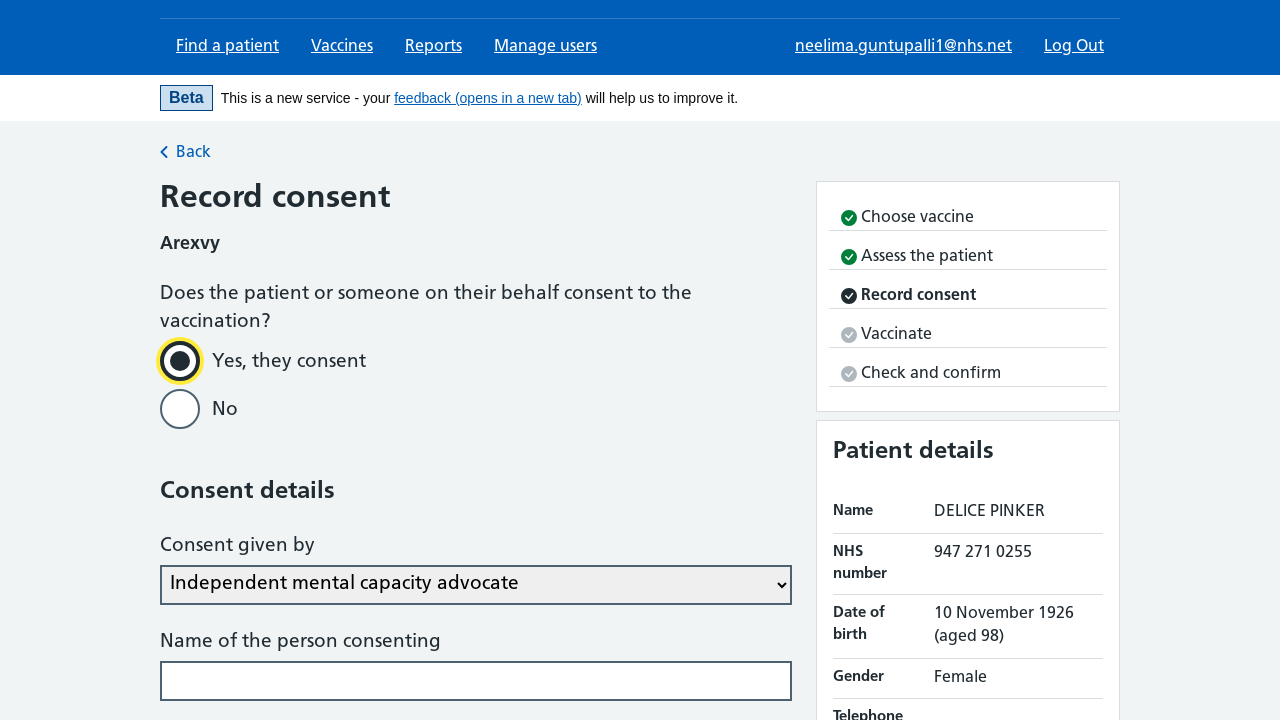 Find a patient
Vaccines
Reports
Manage users
neelima.guntupalli1@nhs.net
Log Out
Beta
This is a new service - your feedback (opens in a new tab) will help us to improve it.
Back
Record consent
Arexvy
Does the patient or someone on their behalf consent to the
vaccination?
Yes, they consent
No
Consent details
Consent given by
Independent mental capacity advocate
Name of the person consenting
Choose vaccine
Assess the patient
Record consent
Vaccinate
Check and confirm
Patient details
Name
DELICE PINKER
NHS
number
947 271 0255
Date of
birth
10 November 1926
(aged 98)
Gender
Female
Telephone